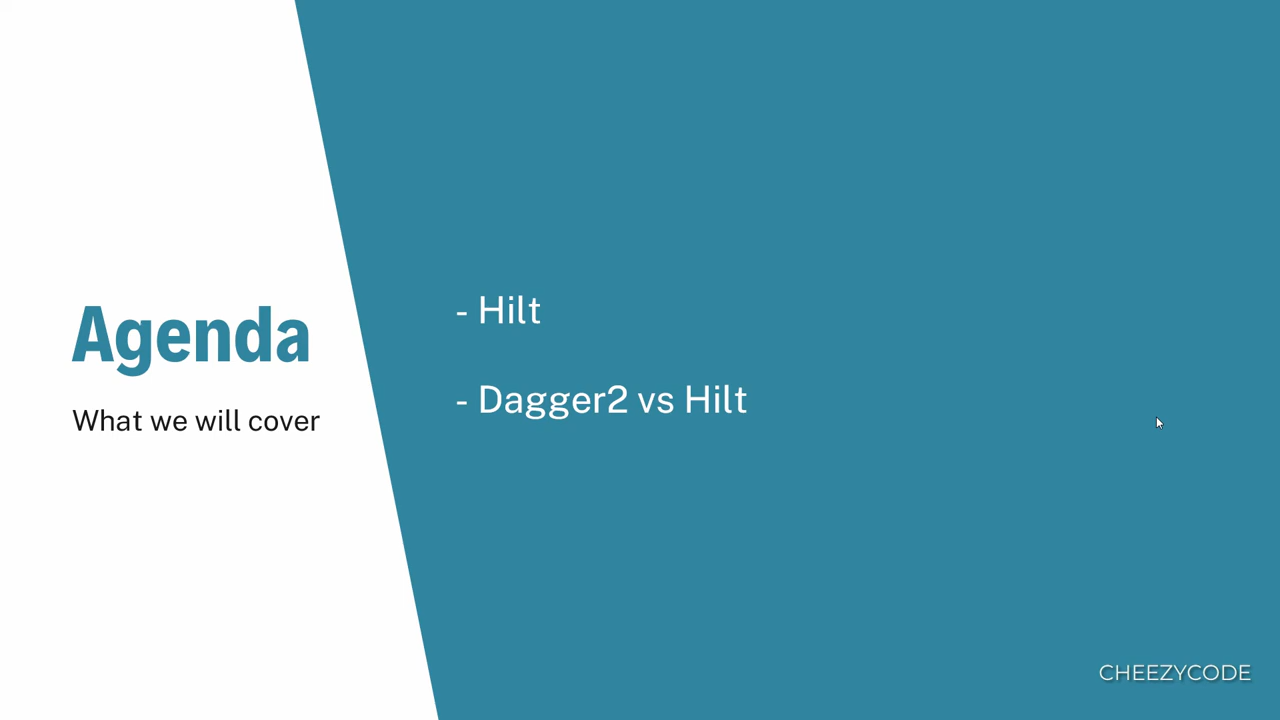 Agenda
What we will cover
- Hilt
- Dagger2 vs Hilt
CHEEZYCODE